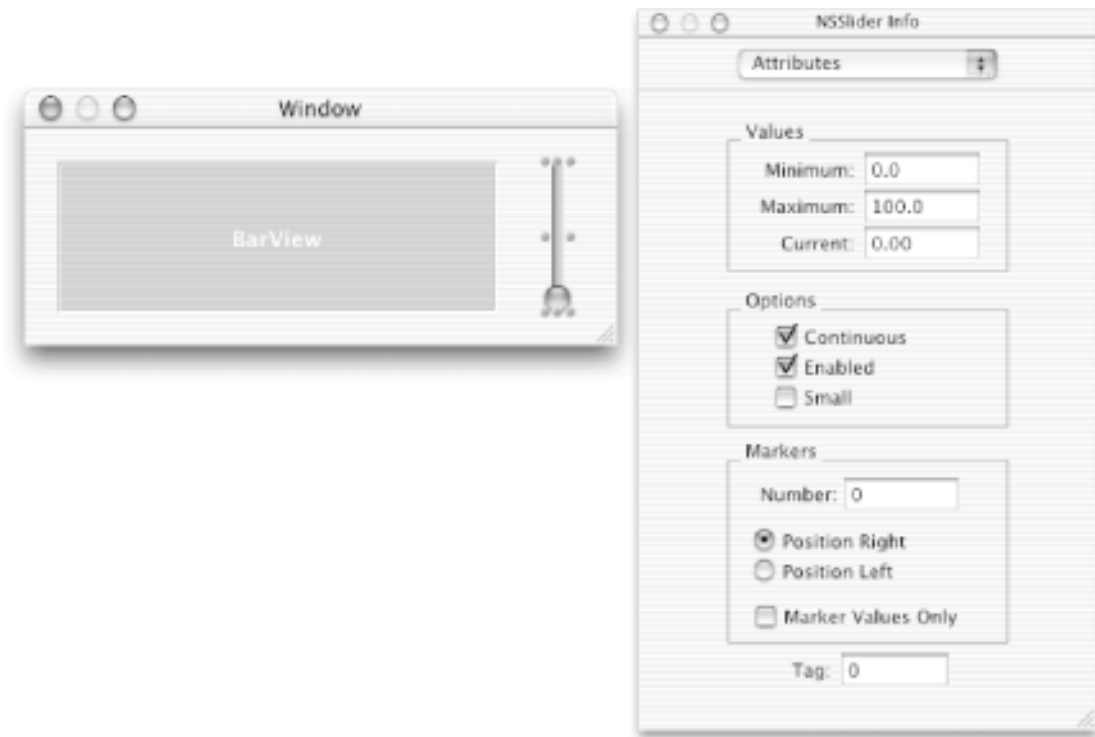 Window
BarView
NSSlider Info
Attributes
Values
Minimum: 0.0
Maximum: 100.0
Current: 0.00
Options
Continuous
Enabled
Small
Markers
Number: 0
Position Right
Position Left
Marker Values Only
Tag: 0